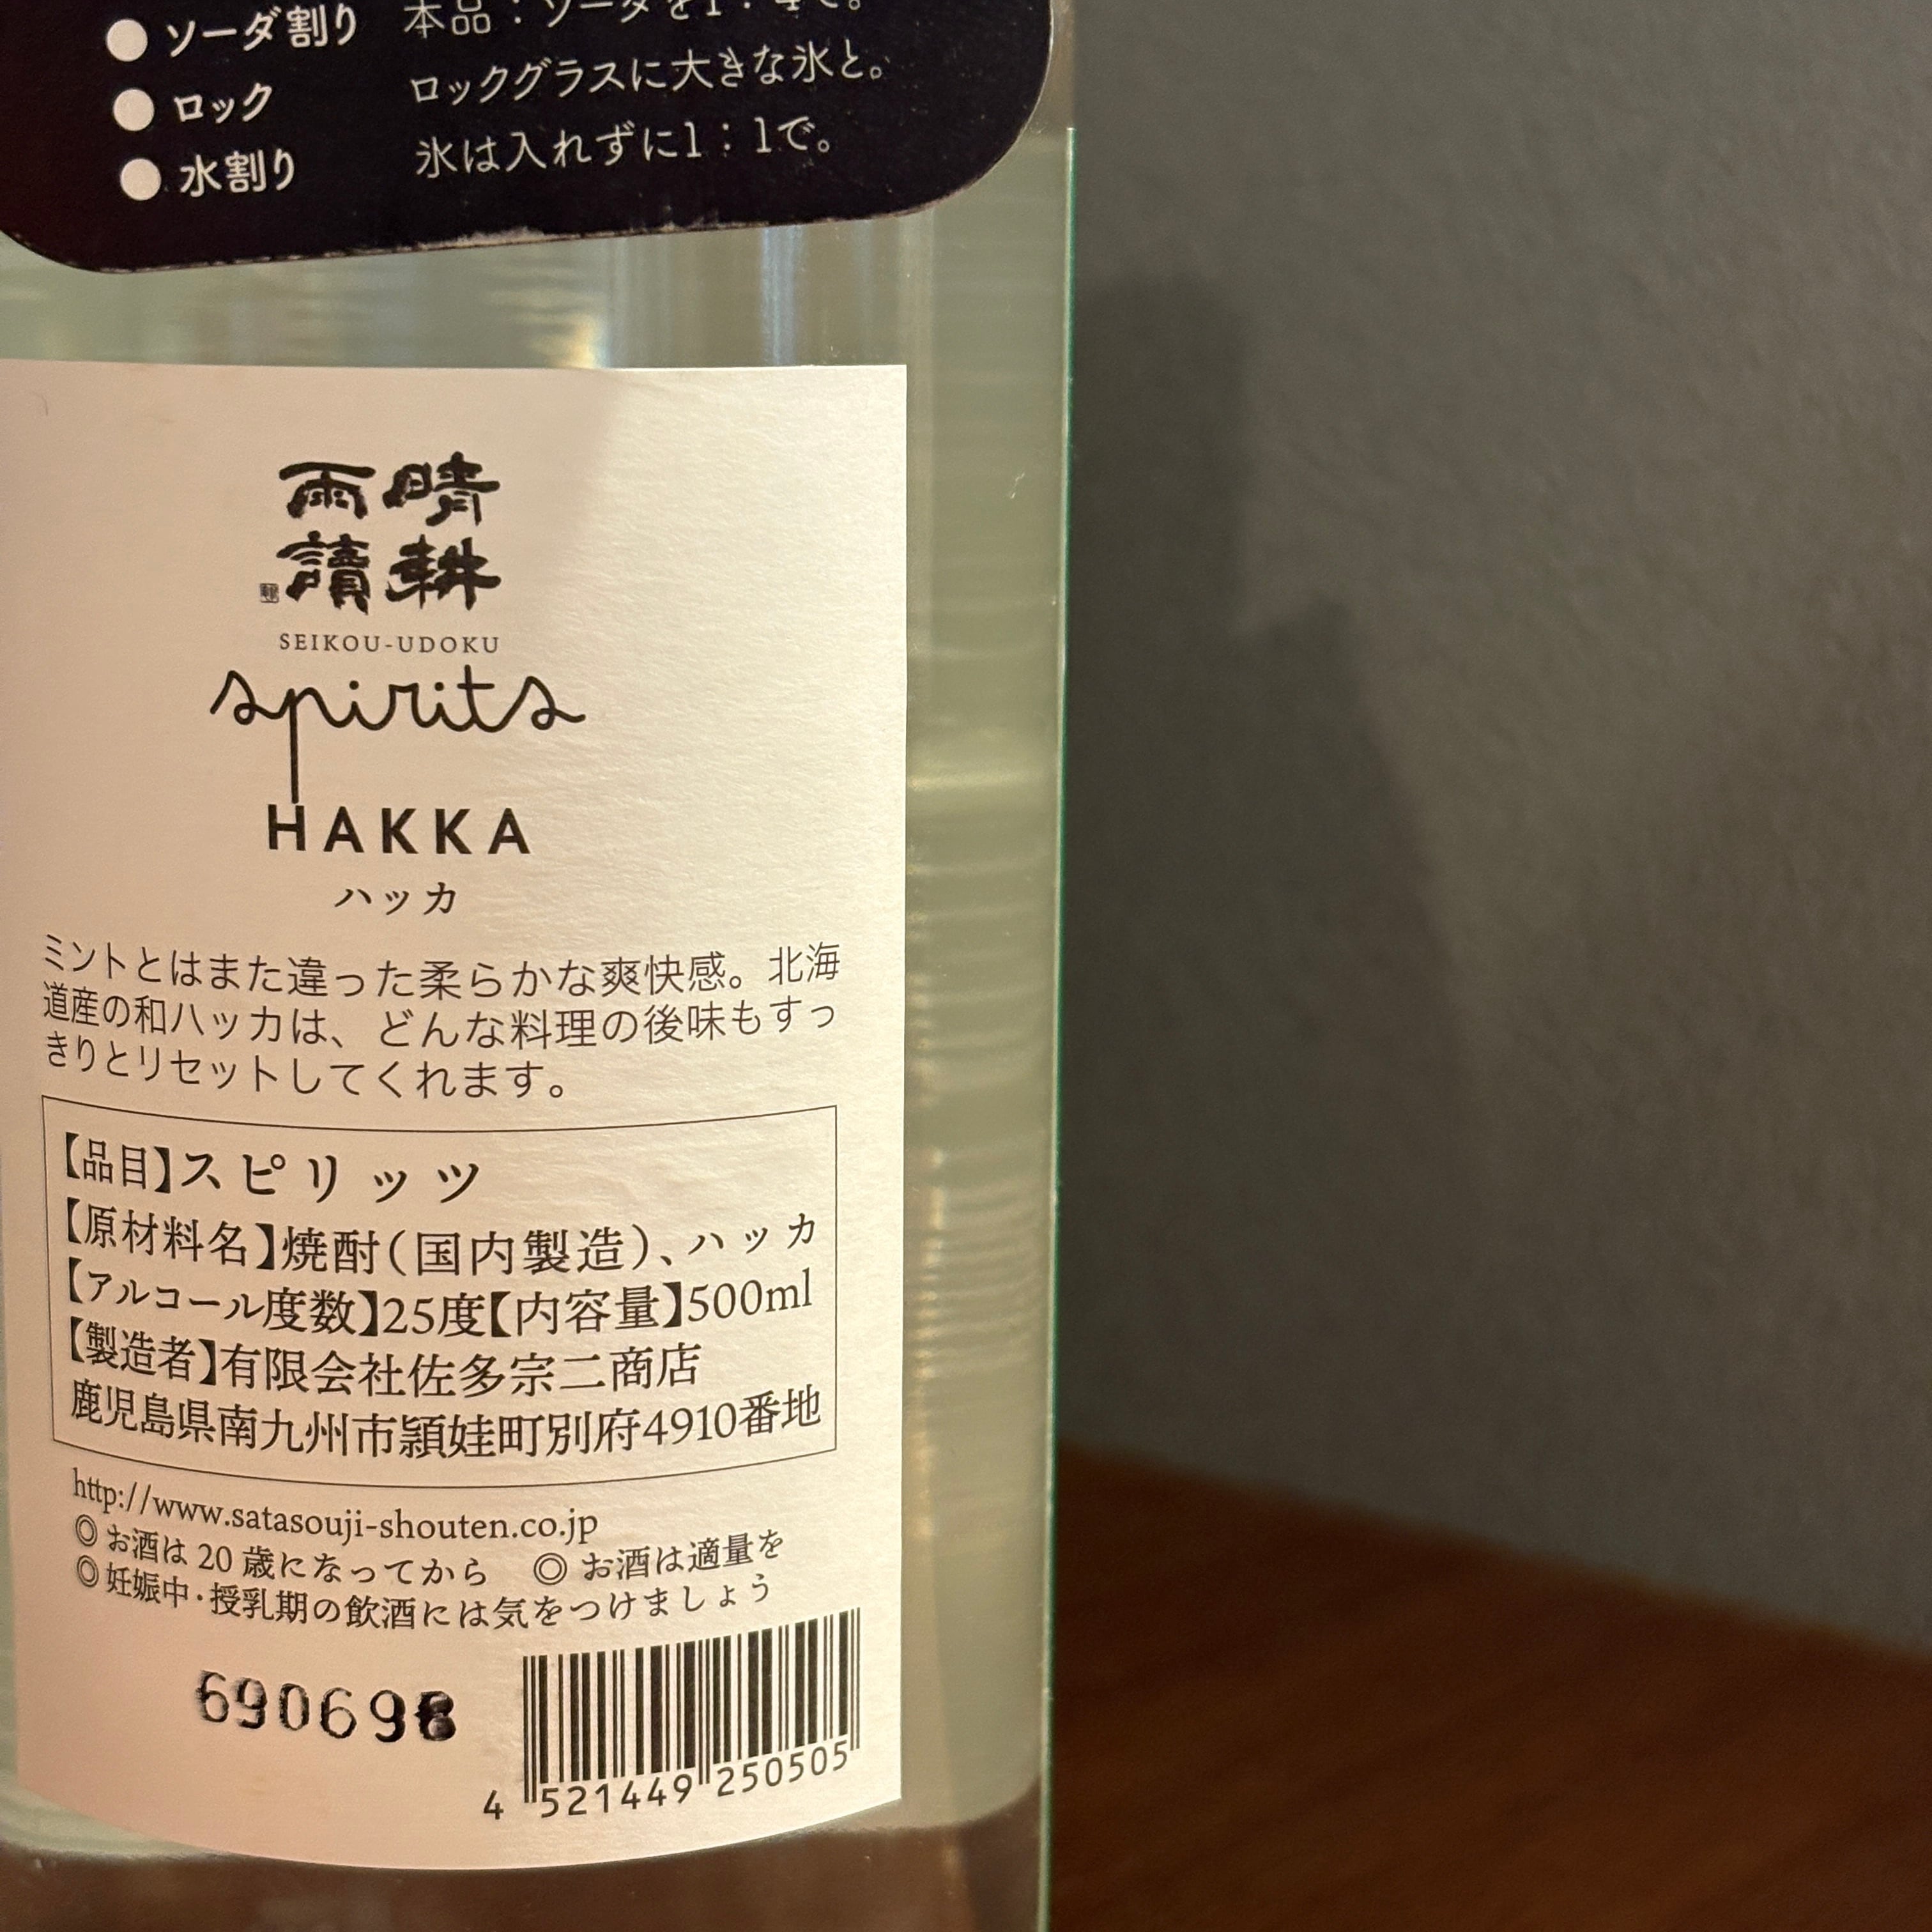 ●ソーダ割り 本品：ソーダを1：4で。
●ロック ロックグラスに大きな氷と。
●水割り 氷は入れずに1：1で。
晴耕
雨讀
SEIKOU-UDOKU
spirits
HAKKA
ハッカ
ミントとはまた違った柔らかな爽快感。北海
道産の和ハッカは、どんな料理の後味もすっ
きりとリセットしてくれます。
【品目】スピリッツ
【原材料名】焼酎(国内製造)、ハッカ
【アルコール度数】25度【内容量】500ml
【製造者】有限会社佐多宗二商店
鹿児島県南九州市頴娃町別府4910番地
http://www.satasouji-shouten.co.jp
◎お酒は20歳になってから ◎お酒は適量を
◎妊娠中・授乳期の飲酒には気をつけましょう
690698
4 521449 250505